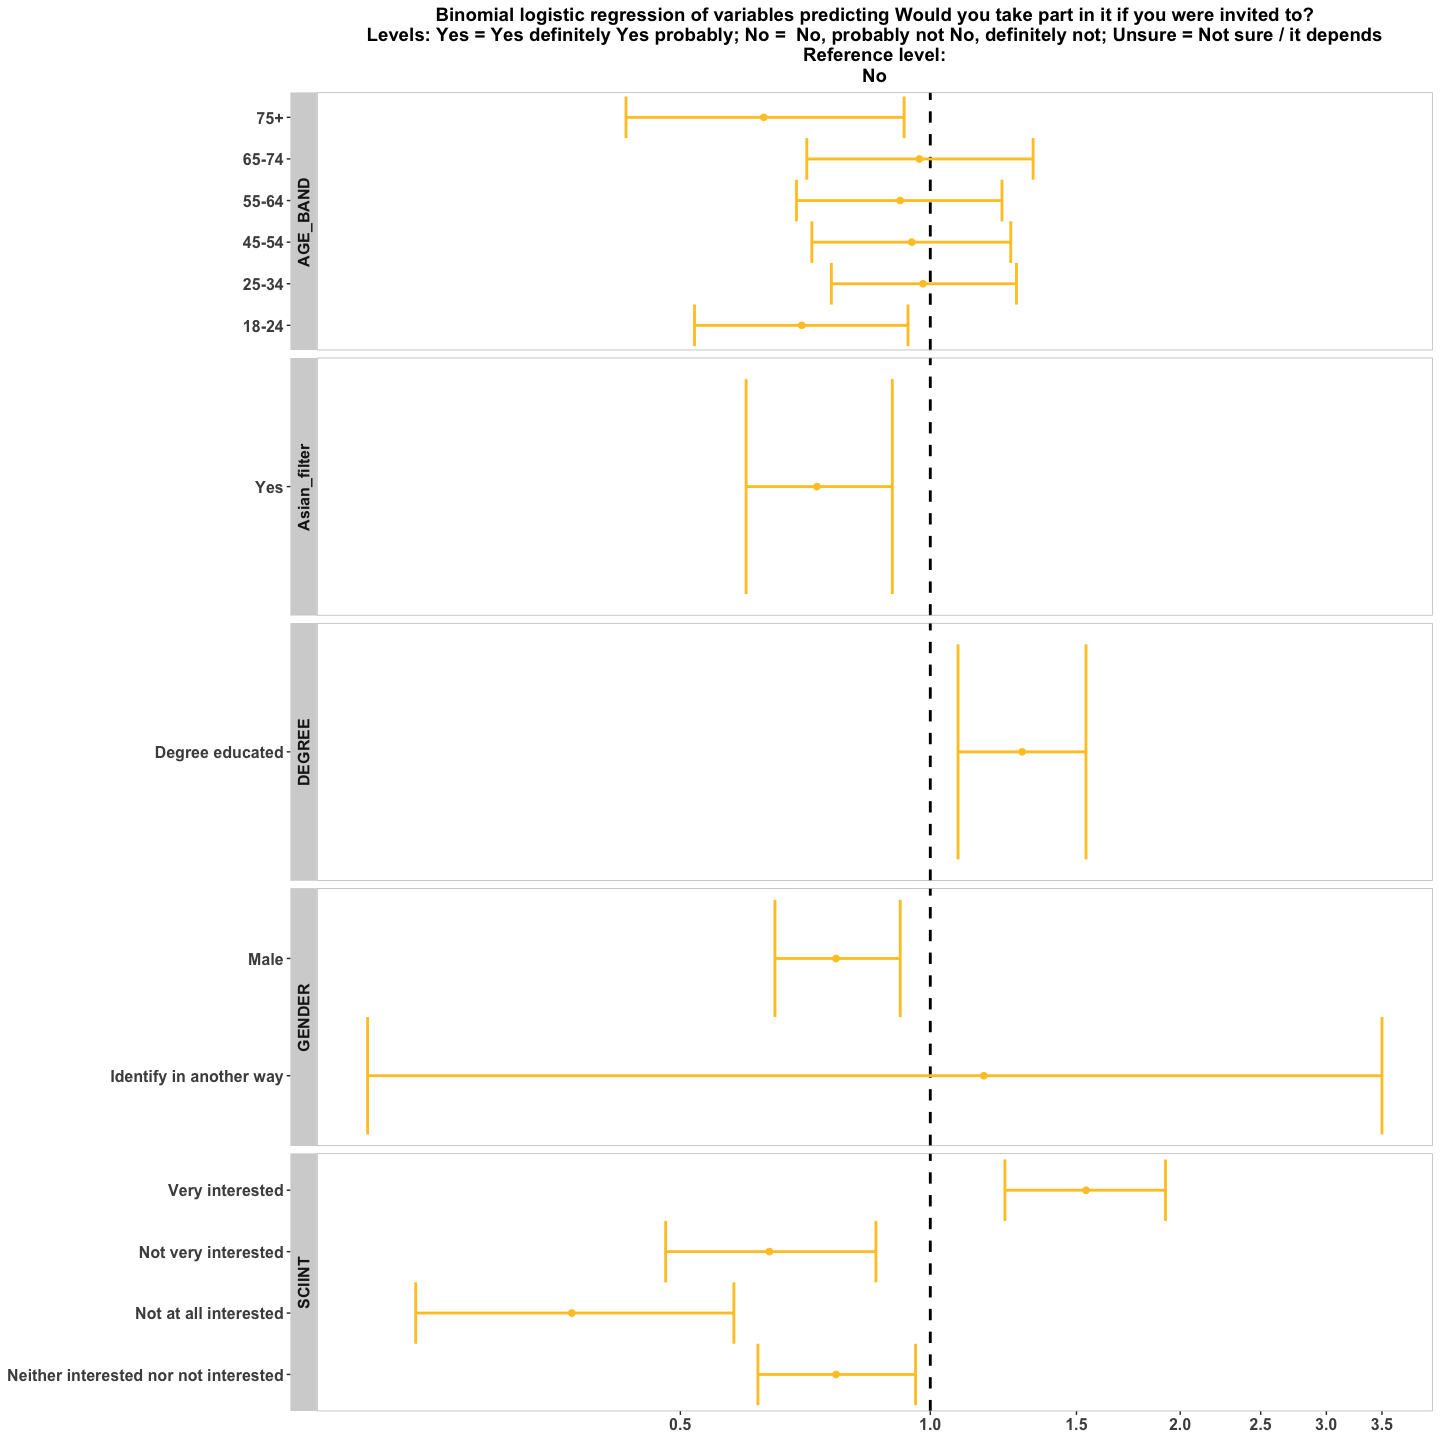 Binomial logistic regression of variables predicting Would you take part in it if you were invited to?
Levels: Yes = Yes definitely Yes probably; No =  No, probably not No, definitely not; Unsure = Not sure / it depends
Reference level:
No
AGE_BAND
75+
65-74
55-64
45-54
25-34
18-24
Asian_filter
Yes
DEGREE
Degree educated
GENDER
Male
Identify in another way
SCIINT
Very interested
Not very interested
Not at all interested
Neither interested nor not interested
0.5 1.0 1.5 2.0 2.5 3.0 3.5